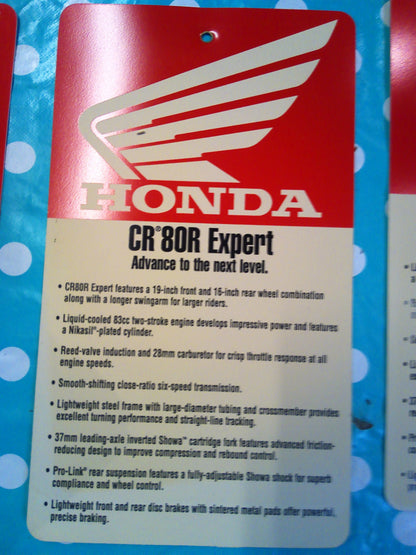 HONDA
CR®80R Expert
Advance to the next level.
• CR80R Expert features a 19-inch front and 16-inch rear wheel combination
along with a longer swingarm for larger riders.
• Liquid-cooled 83cc two-stroke engine develops impressive power and features
a Nikasil®-plated cylinder.
• Reed-valve induction and 28mm carburetor for crisp throttle response at all
engine speeds.
• Smooth-shifting close-ratio six-speed transmission.
• Lightweight steel frame with large-diameter tubing and crossmember provides
excellent turning performance and straight-line tracking.
• 37mm leading-axle inverted Showa™ cartridge fork features advanced friction-
reducing design to improve compression and rebound control.
• Pro-Link® rear suspension features a fully-adjustable Showa shock for superb
compliance and wheel control.
• Lightweight front and rear disc brakes with sintered metal pads offer powerful,
precise braking.